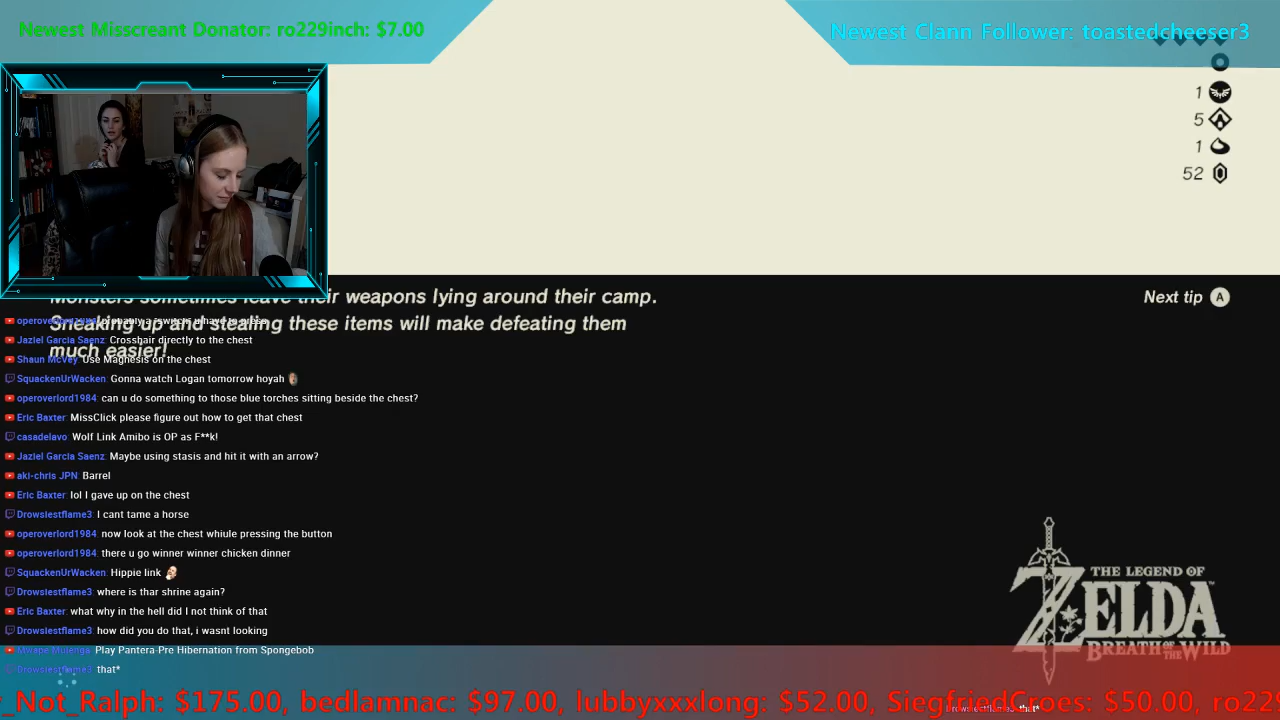 Newest Misscreant Donator: ro229inch: $7.00
Newest Clann Follower: toastedcheeser3
1
5
1
52
Monsters sometimes leave their weapons lying around their camp.
Sneaking up and stealing these items will make defeating them
much easier!
Next tip A
Jaziel Garcia Saenz: Crosshair directly to the chest
Shaun McVey: Use Magnesis on the chest
SquackenUrWacken: Gonna watch Logan tomorrow hoyah
operoverlord1984: can u do something to those blue torches sitting beside the chest?
Eric Baxter: MissClick please figure out how to get that chest
casadelavo: Wolf Link Amibo is OP as F**k!
Jaziel Garcia Saenz: Maybe using stasis and hit it with an arrow?
aki-chris JPN: Barrel
Eric Baxter: lol I gave up on the chest
Drowsiestflame3: I cant tame a horse
operoverlord1984: now look at the chest whiule pressing the button
operoverlord1984: there u go winner winner chicken dinner
SquackenUrWacken: Hippie link
Drowsiestflame3: where is thar shrine again?
Eric Baxter: what why in the hell did I not think of that
Drowsiestflame3: how did you do that, i wasnt looking
Mwape Mulenga: Play Pantera-Pre Hibernation from Spongebob
Drowsiestflame3: that*
THE LEGEND OF
ZELDA
BREATH OF THE WILD
_Not_Ralph: $175.00, bedlamnac: $97.00, lubbyxxxlong: $52.00, SiegfriedCroes: $50.00, ro229
Drowsiestflame3: that*